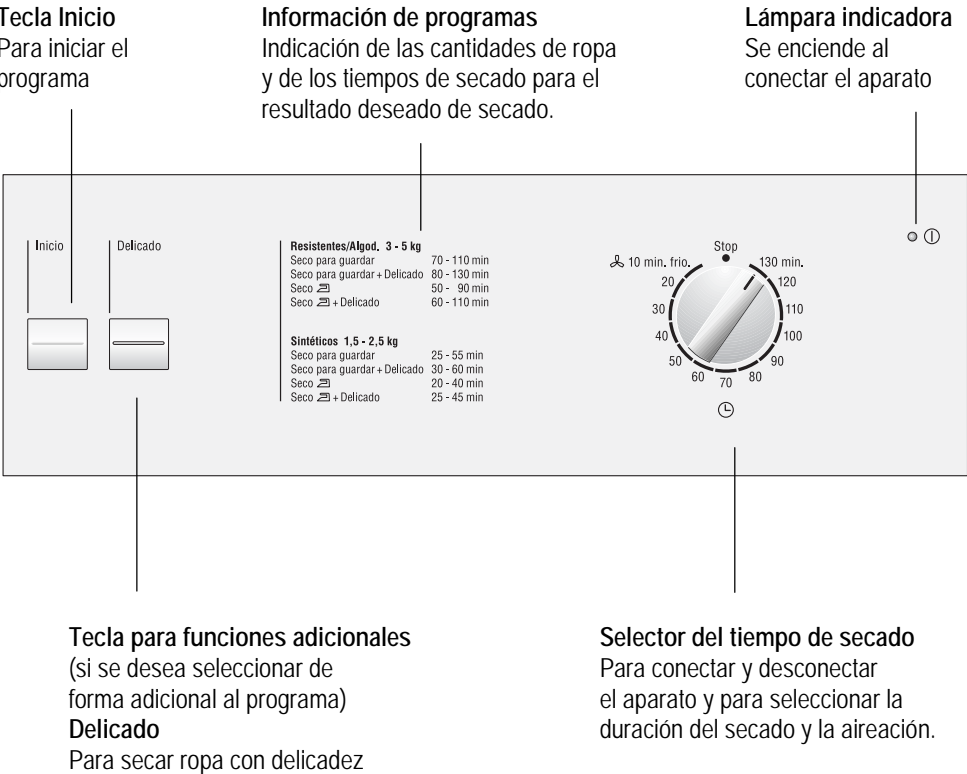 Tecla Inicio
Para iniciar el
programa
Información de programas
Indicación de las cantidades de ropa
y de los tiempos de secado para el
resultado deseado de secado.
Lámpara indicadora
Se enciende al
conectar el aparato
Inicio
Delicado
Resistentes/Algod. 3 - 5 kg
Seco para guardar 70 - 110 min
Seco para guardar + Delicado 80 - 130 min
Seco 50 - 90 min
Seco + Delicado 60 - 110 min
Sintéticos 1,5 - 2,5 kg
Seco para guardar 25 - 55 min
Seco para guardar + Delicado 30 - 60 min
Seco 20 - 40 min
Seco + Delicado 25 - 45 min
Stop
10 min. frio.
130 min.
20
120
30
110
40
100
50
90
60
80
70
Tecla para funciones adicionales
(si se desea seleccionar de
forma adicional al programa)
Delicado
Para secar ropa con delicadez
Selector del tiempo de secado
Para conectar y desconectar
el aparato y para seleccionar la
duración del secado y la aireación.